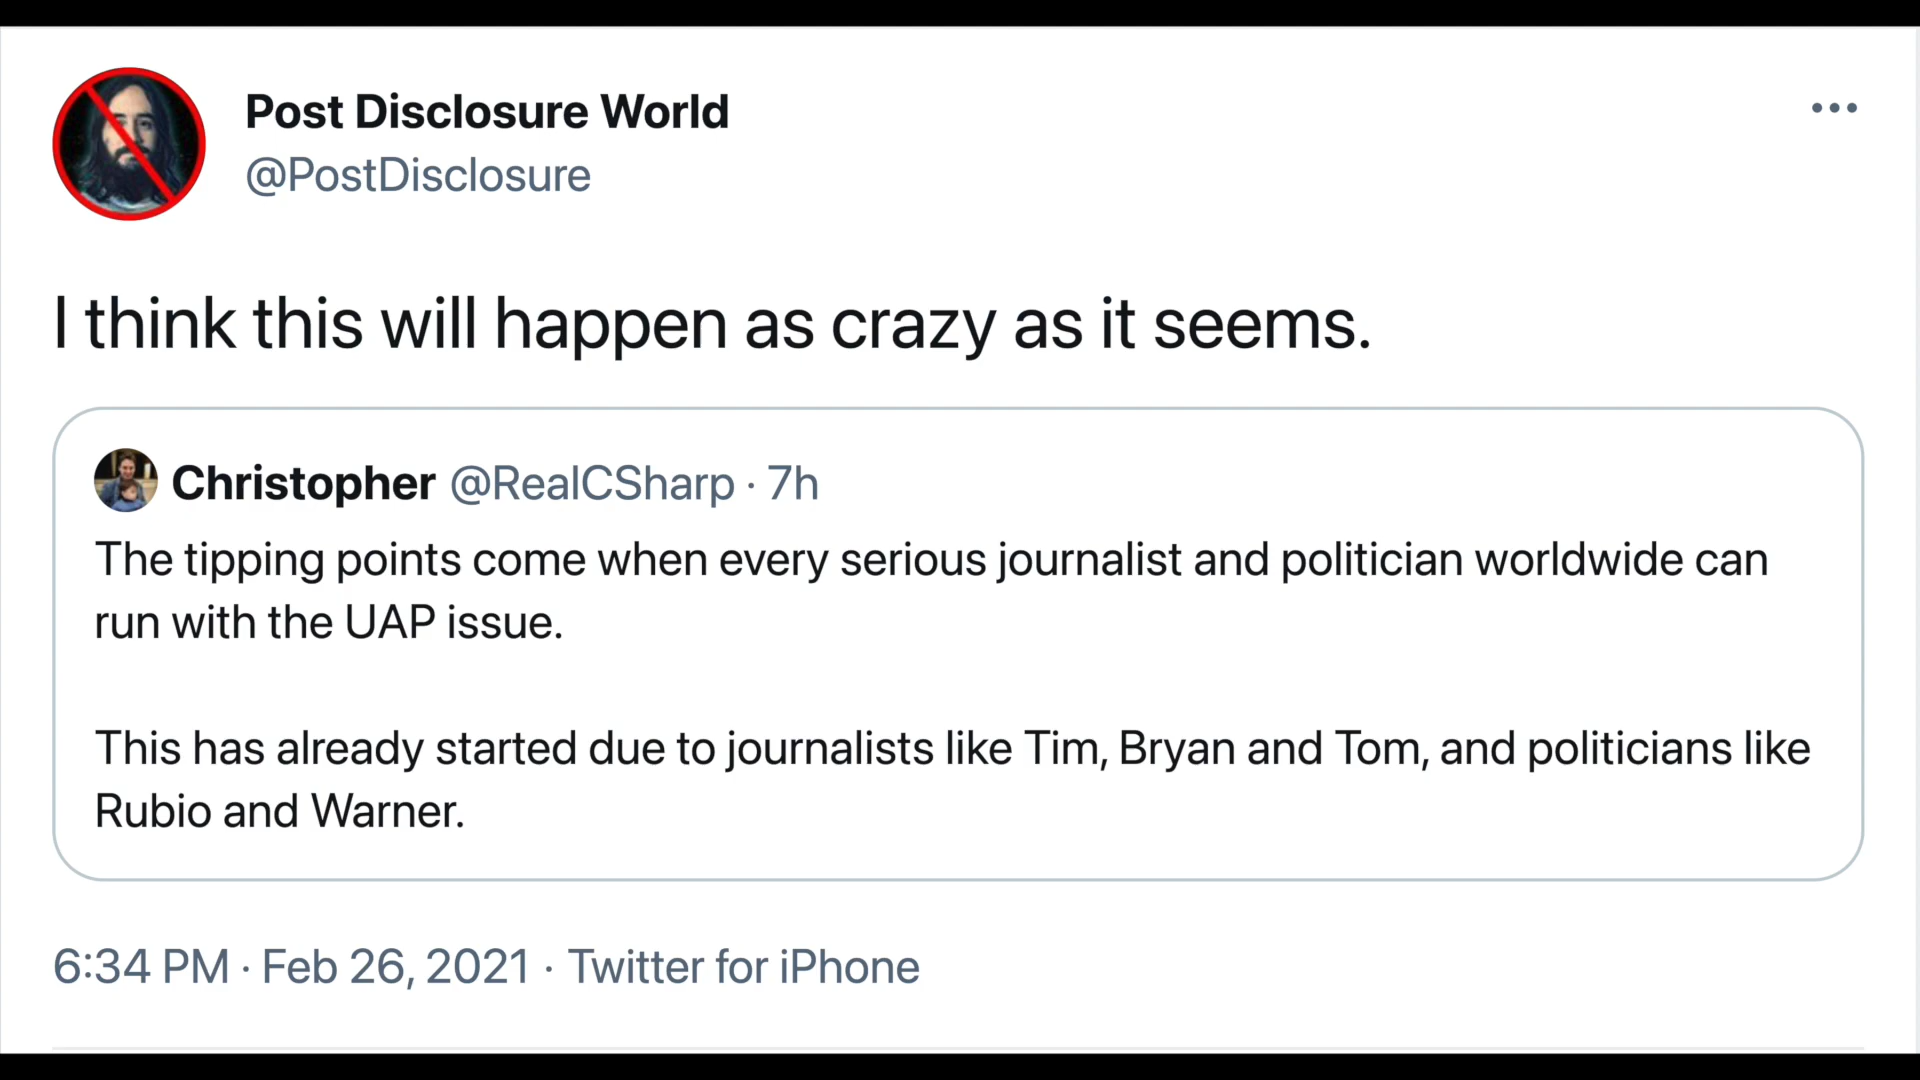 Post Disclosure World
@PostDisclosure
I think this will happen as crazy as it seems.
Christopher @RealCSharp · 7h
The tipping points come when every serious journalist and politician worldwide can
run with the UAP issue.
This has already started due to journalists like Tim, Bryan and Tom, and politicians like
Rubio and Warner.
6:34 PM · Feb 26, 2021 · Twitter for iPhone